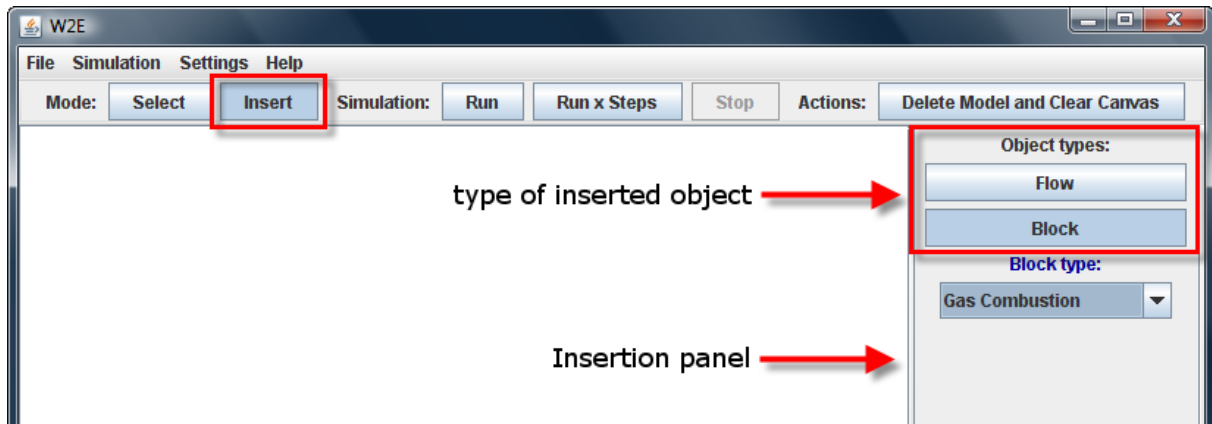 W2E
File Simulation Settings Help
Mode: Select Insert Simulation: Run Run x Steps Stop Actions: Delete Model and Clear Canvas
Object types:
Flow
type of inserted object
Block
Block type:
Gas Combustion
Insertion panel